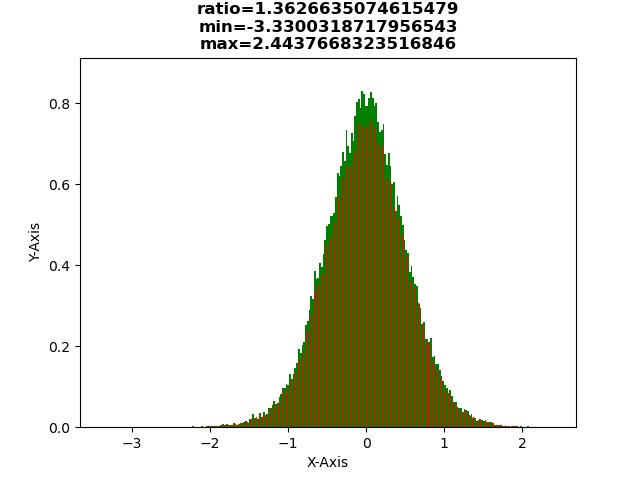 ratio=1.3626635074615479
min=-3.3300318717956543
max=2.4437668323516846
0.8
0.6
0.4
0.2
0.0
Y-Axis
−3 −2 −1 0 1 2
X-Axis